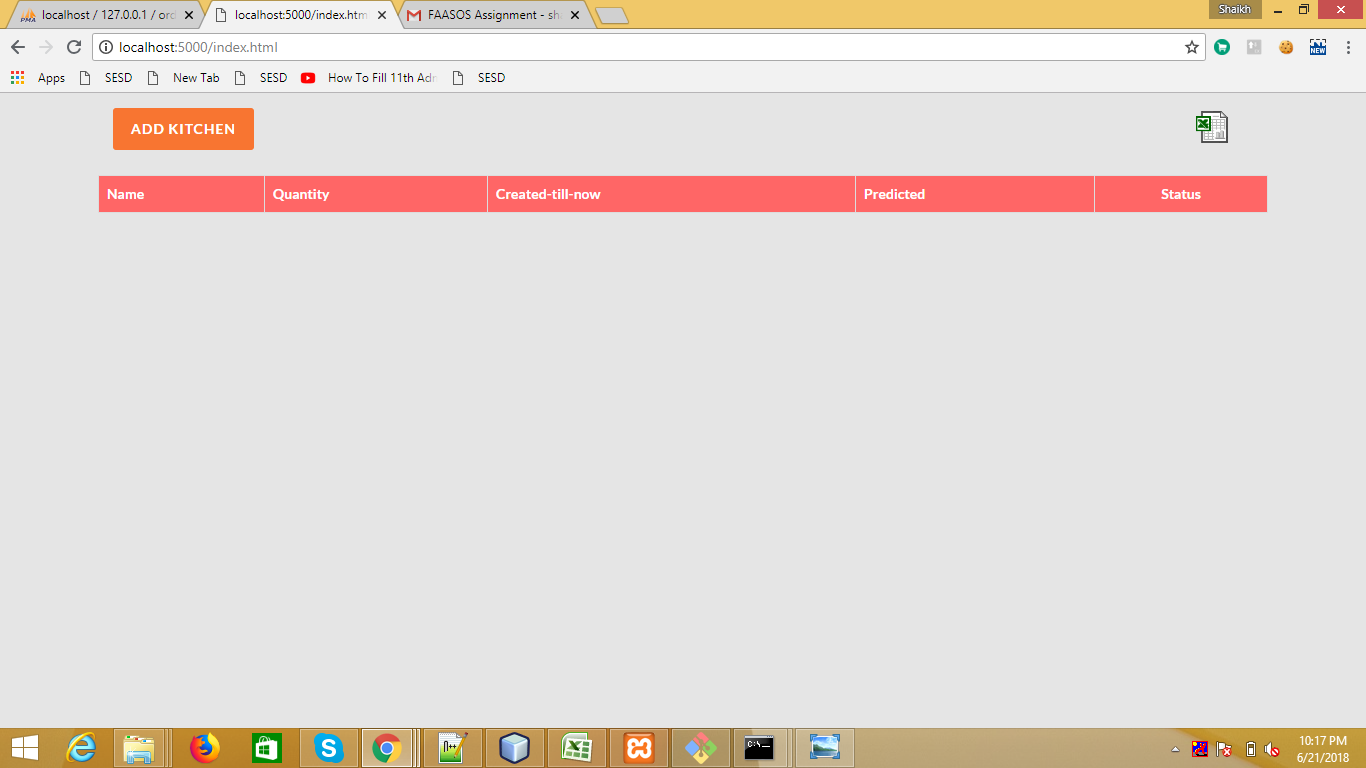 localhost / 127.0.0.1 / ord
localhost:5000/index.htm
FAASOS Assignment - sh
Shaikh
localhost:5000/index.html
NEW
Apps
SESD
New Tab
SESD
How To Fill 11th Adr
SESD
ADD KITCHEN
Name
Quantity
Created-till-now
Predicted
Status
10:17 PM
6/21/2018